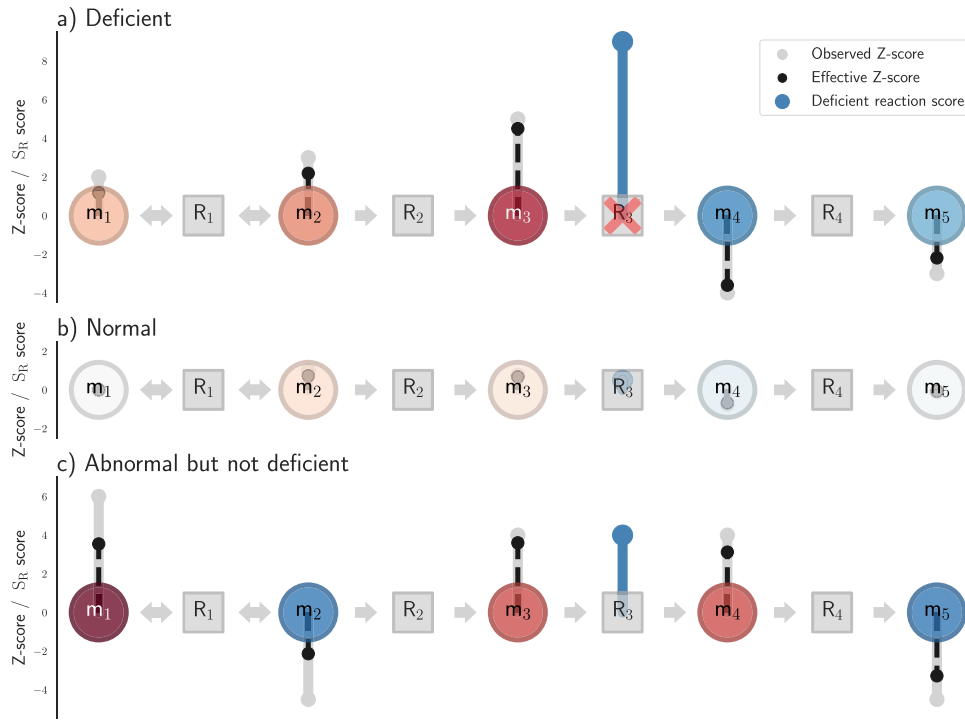 a) Deficient
Z-score / S_R score
8
6
4
2
0
−2
−4
Observed Z-score
Effective Z-score
Deficient reaction score
m₁ R₁ m₂ R₂ m₃ R₃ m₄ R₄ m₅
b) Normal
Z-score / S_R score
2
0
−2
m₁ R₁ m₂ R₂ m₃ R₃ m₄ R₄ m₅
c) Abnormal but not deficient
Z-score / S_R score
6
4
2
0
−2
−4
m₁ R₁ m₂ R₂ m₃ R₃ m₄ R₄ m₅